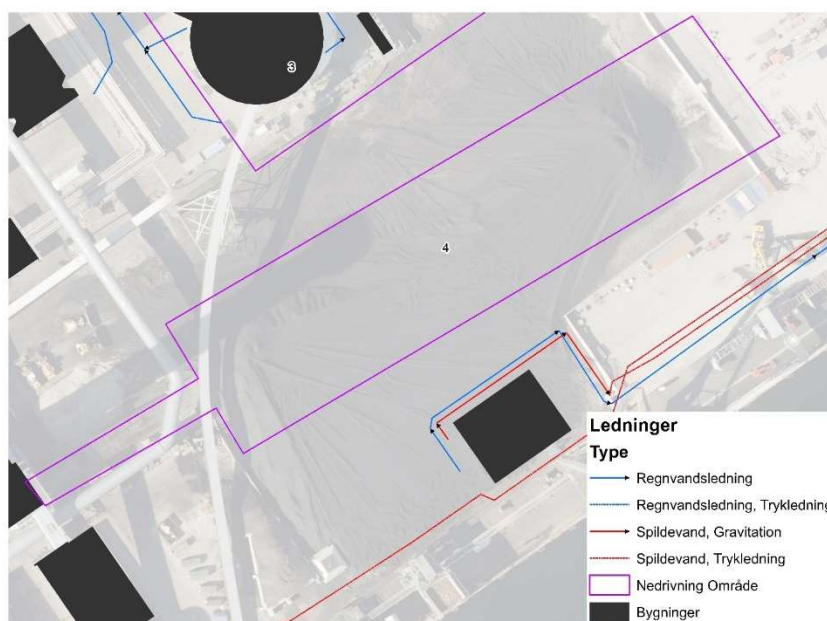 3
4
Ledninger
Type
Regnvandsledning
Regnvandsledning, Trykledning
Spildevand, Gravitation
Spildevand, Trykledning
Nedrivning Område
Bygninger